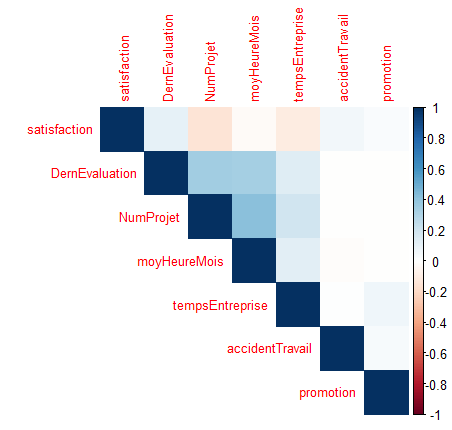 satisfaction
DernEvaluation
NumProjet
moyHeureMois
tempsEntreprise
accidentTravail
promotion
satisfaction
DernEvaluation
NumProjet
moyHeureMois
tempsEntreprise
accidentTravail
promotion
1
0.8
0.6
0.4
0.2
0
-0.2
-0.4
-0.6
-0.8
-1